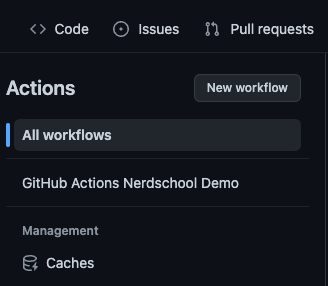 Code Issues Pull requests
Actions New workflow
All workflows
GitHub Actions Nerdschool Demo
Management
Caches